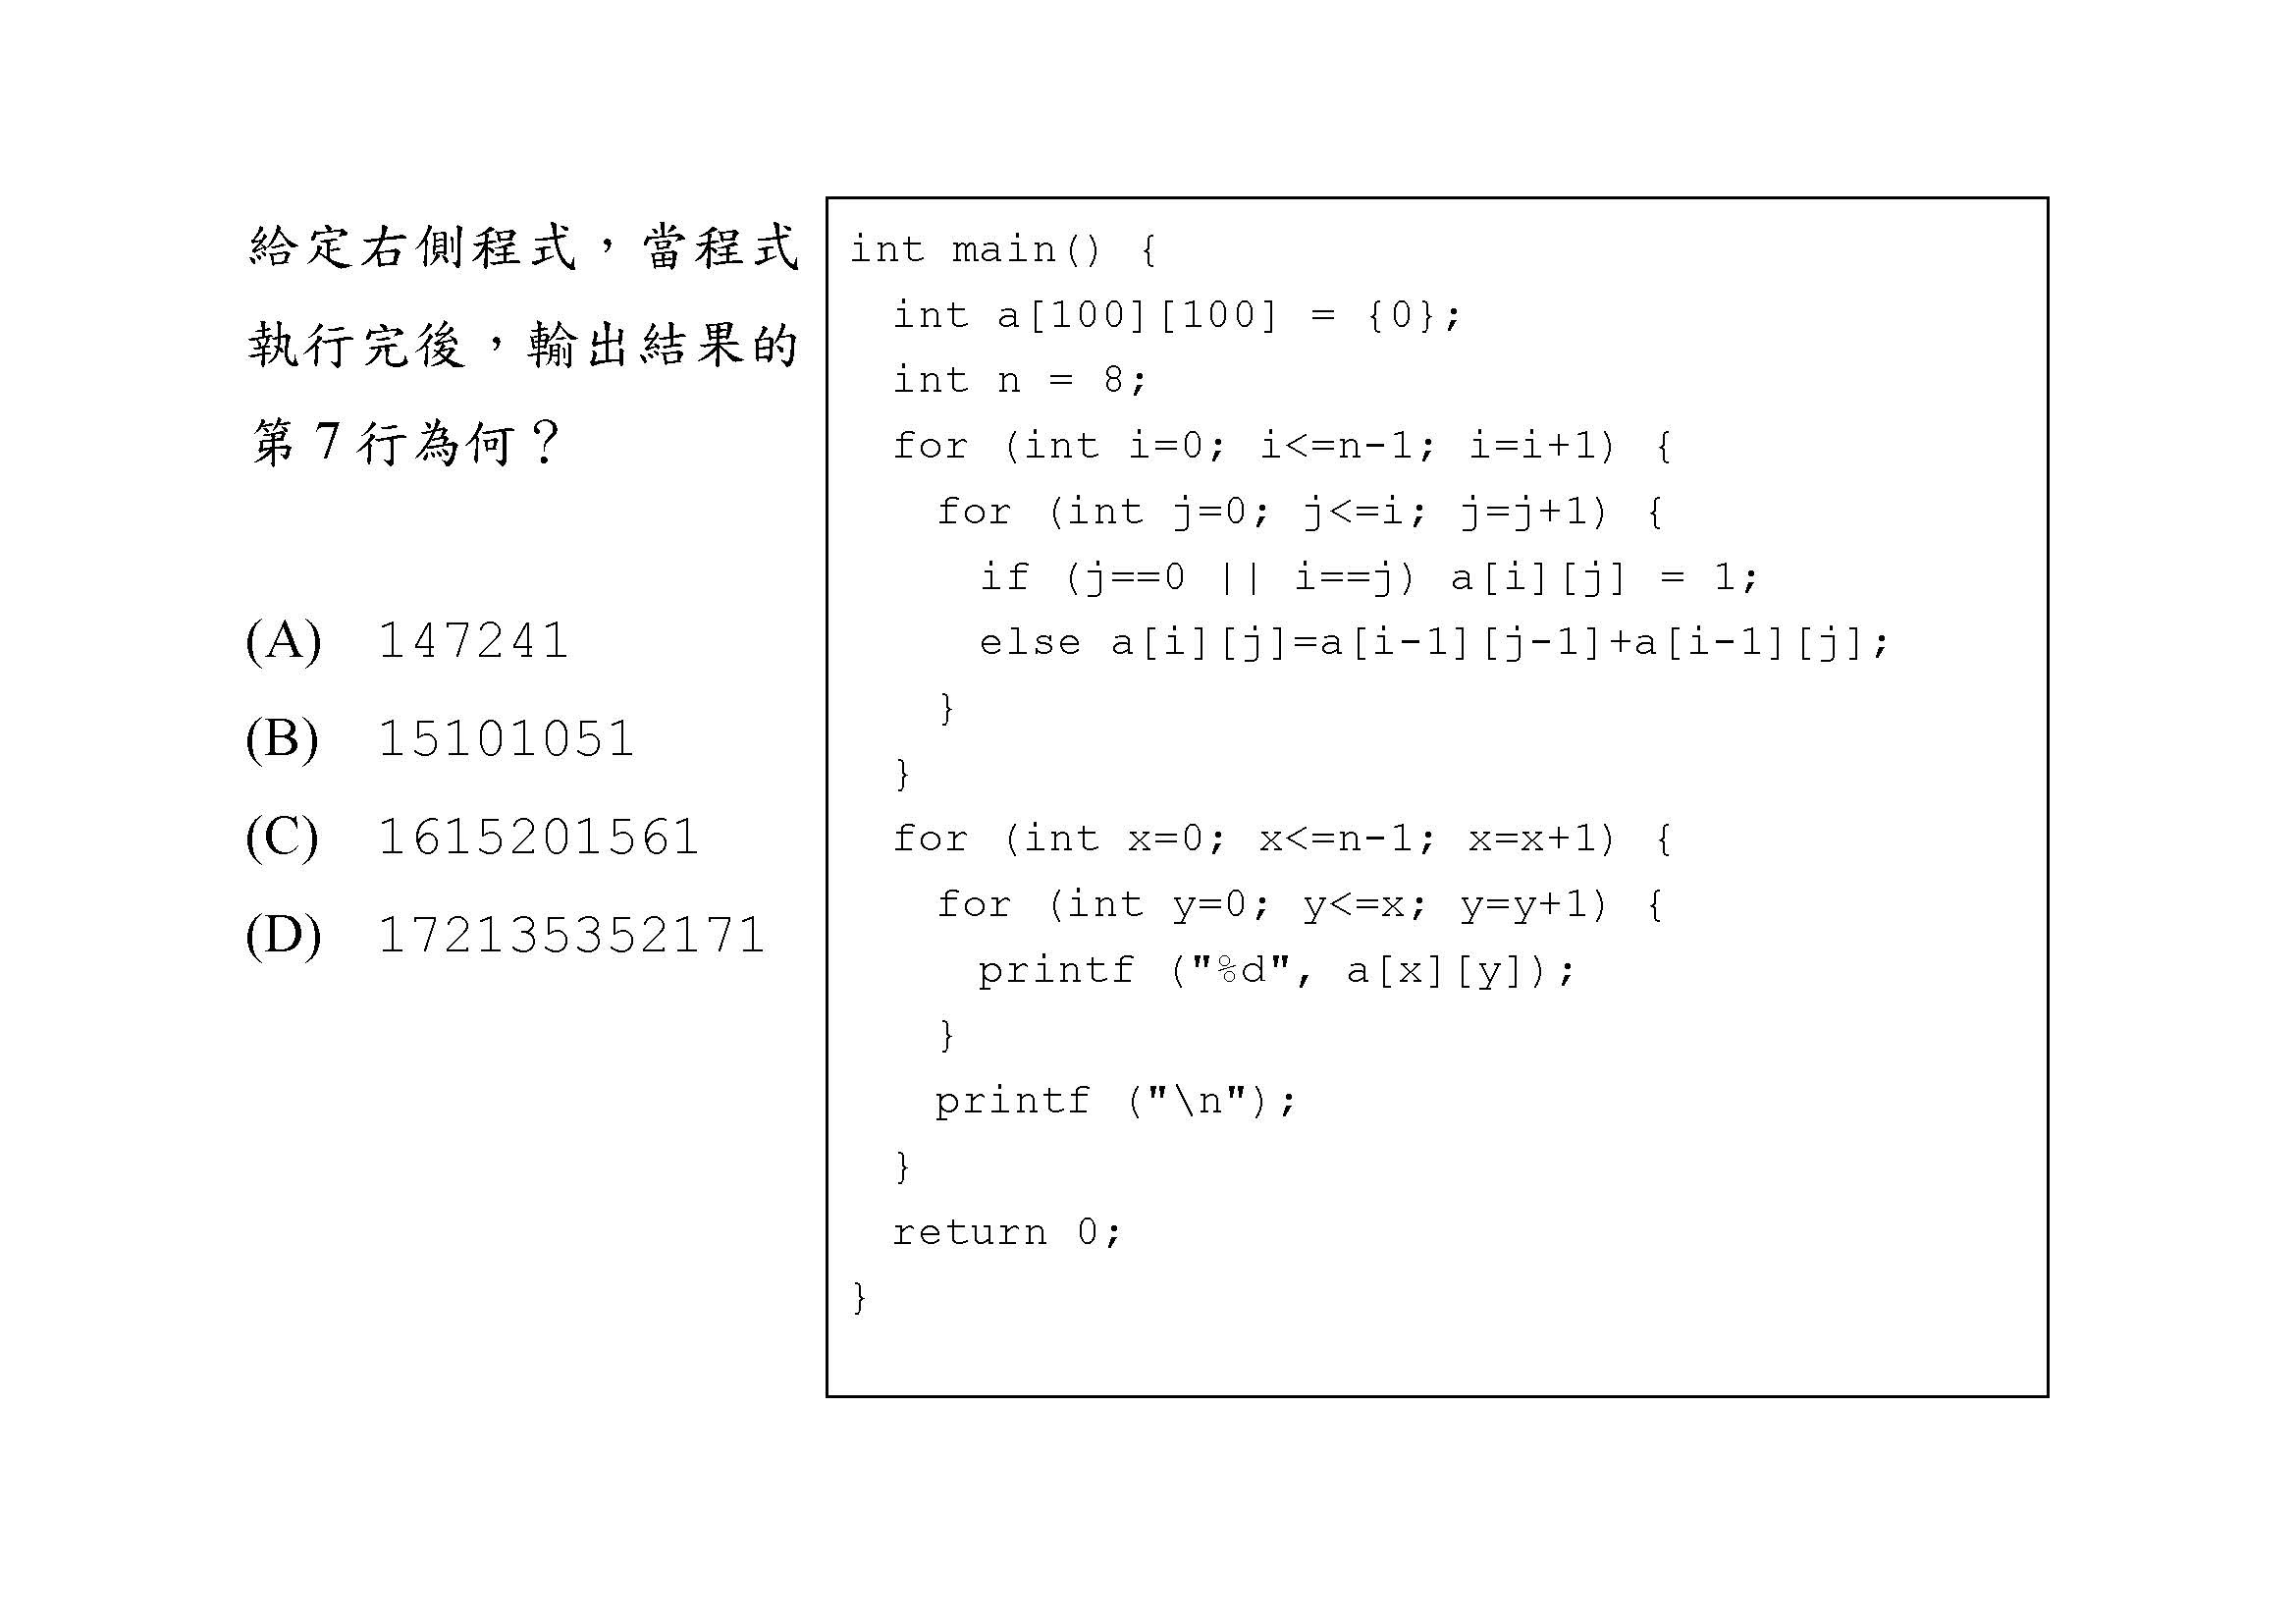 給定右側程式，當程式
執行完後，輸出結果的
第 7 行為何？
(A) 147241
(B) 15101051
(C) 1615201561
(D) 172135352171
int main() {
  int a[100][100] = {0};
  int n = 8;
  for (int i=0; i<=n-1; i=i+1) {
    for (int j=0; j<=i; j=j+1) {
      if (j==0 || i==j) a[i][j] = 1;
      else a[i][j]=a[i-1][j-1]+a[i-1][j];
    }
  }
  for (int x=0; x<=n-1; x=x+1) {
    for (int y=0; y<=x; y=y+1) {
      printf ("%d", a[x][y]);
    }
    printf ("\n");
  }
  return 0;
}